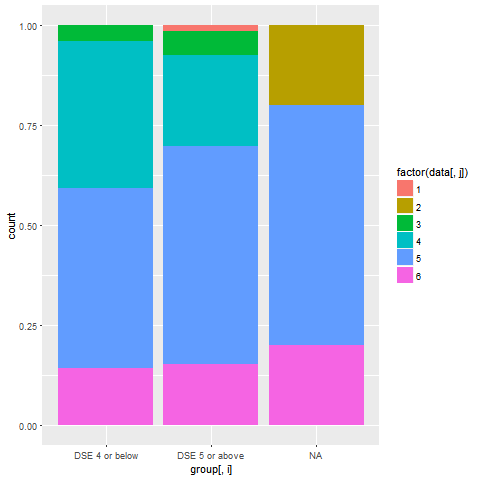 1.00
0.75
0.50
0.25
0.00
count
DSE 4 or below
DSE 5 or above
NA
group[, i]
factor(data[, j])
1
2
3
4
5
6